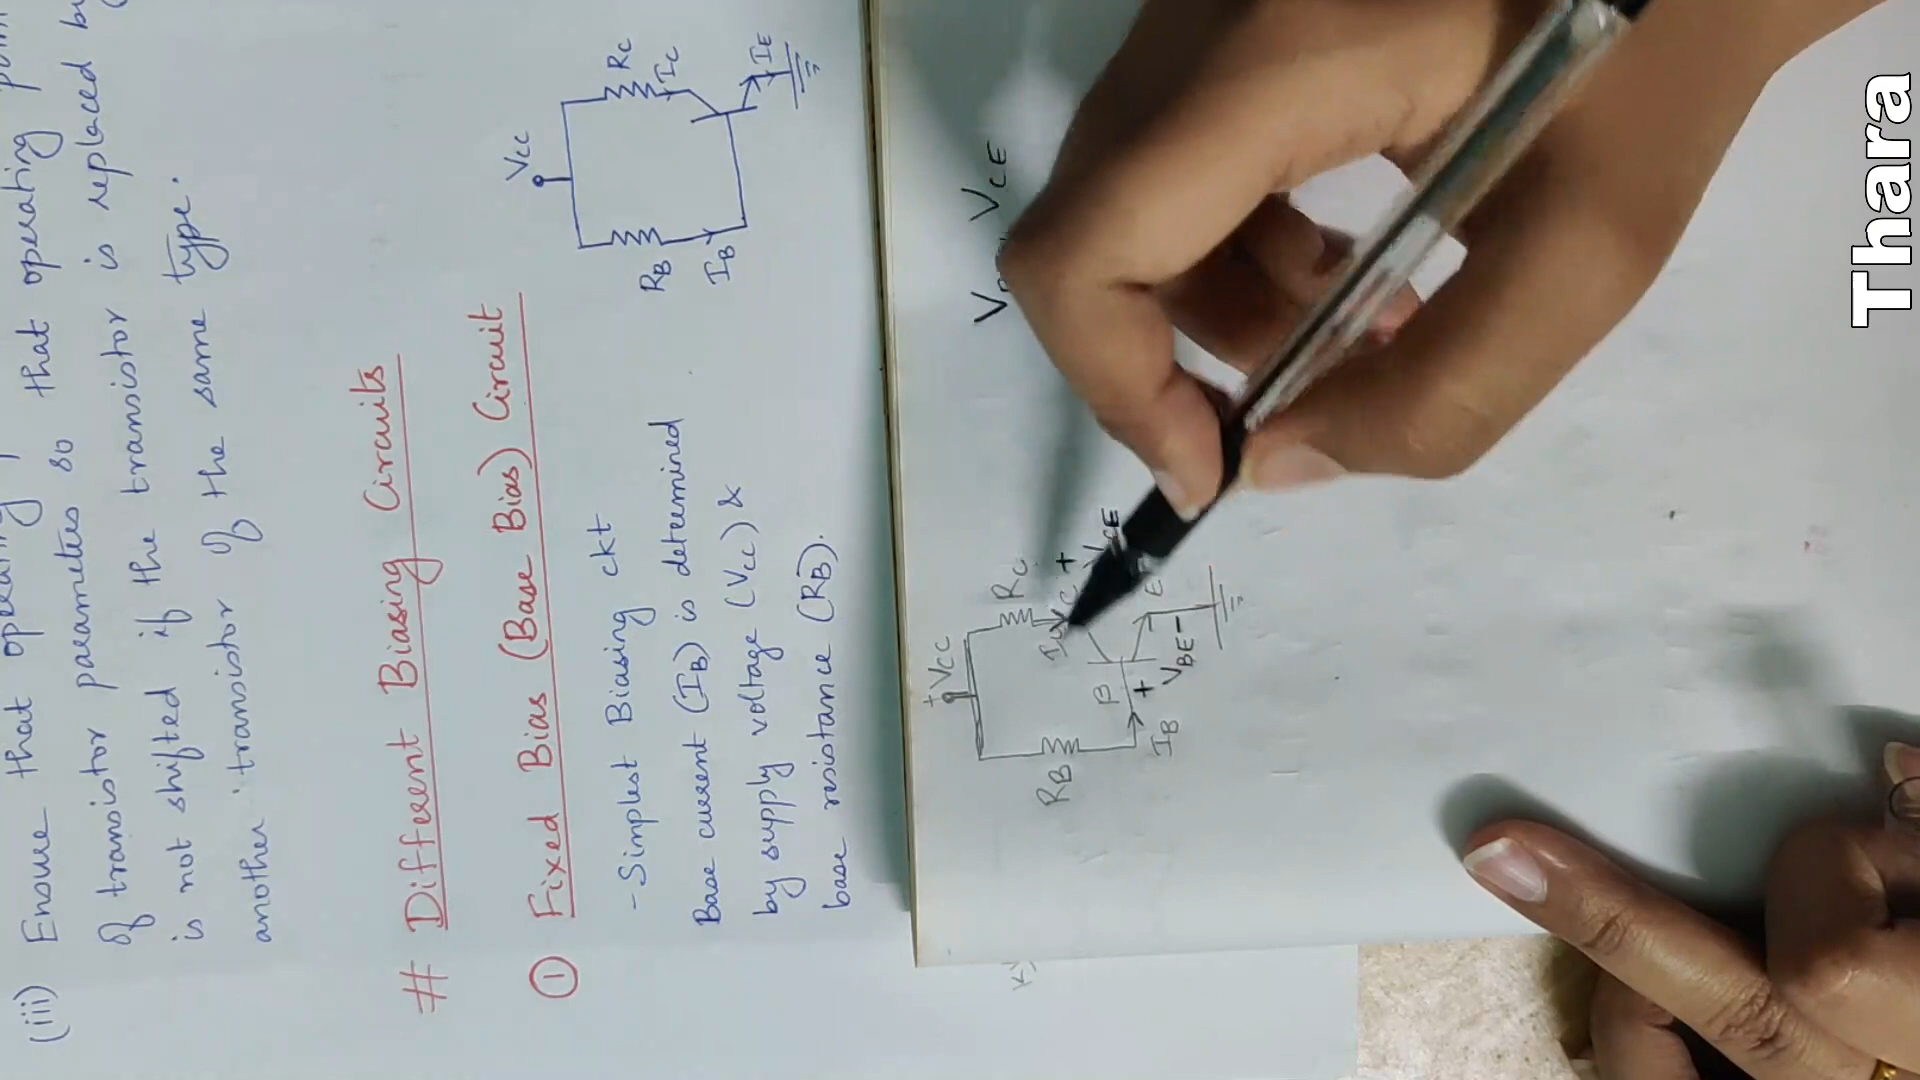 (iii) Ensure that operating that operating
of transistor parameters so
is not shifted if the transistor is replaced by
another transistor of the same type.
# Different Biasing Circuits
① Fixed Bias (Base Bias) Circuit
- Simplest Biasing ckt
Base current (IB) is determined
by supply voltage (Vcc) &
base resistance (RB).
Vcc
RB
RC
IC
IB
IE
VCE
+VCC
RB
RC
C
+
VCE
B
E
+ VBE -
IB
Thara